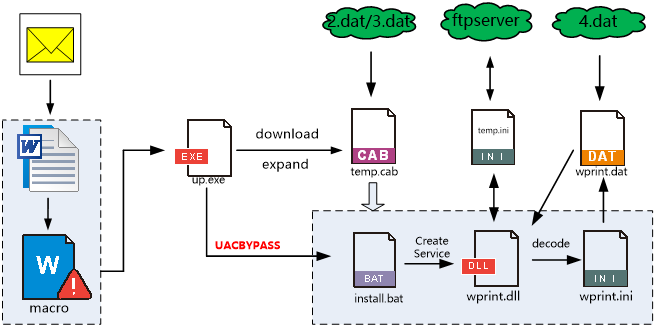 2.dat/3.dat
ftpserver
4.dat
W
EXE
up.exe
download
expand
CAB
temp.cab
temp.ini
INI
DAT
wprint.dat
W
!
macro
UACBYPASS
BAT
install.bat
Create
Service
DLL
wprint.dll
decode
INI
wprint.ini